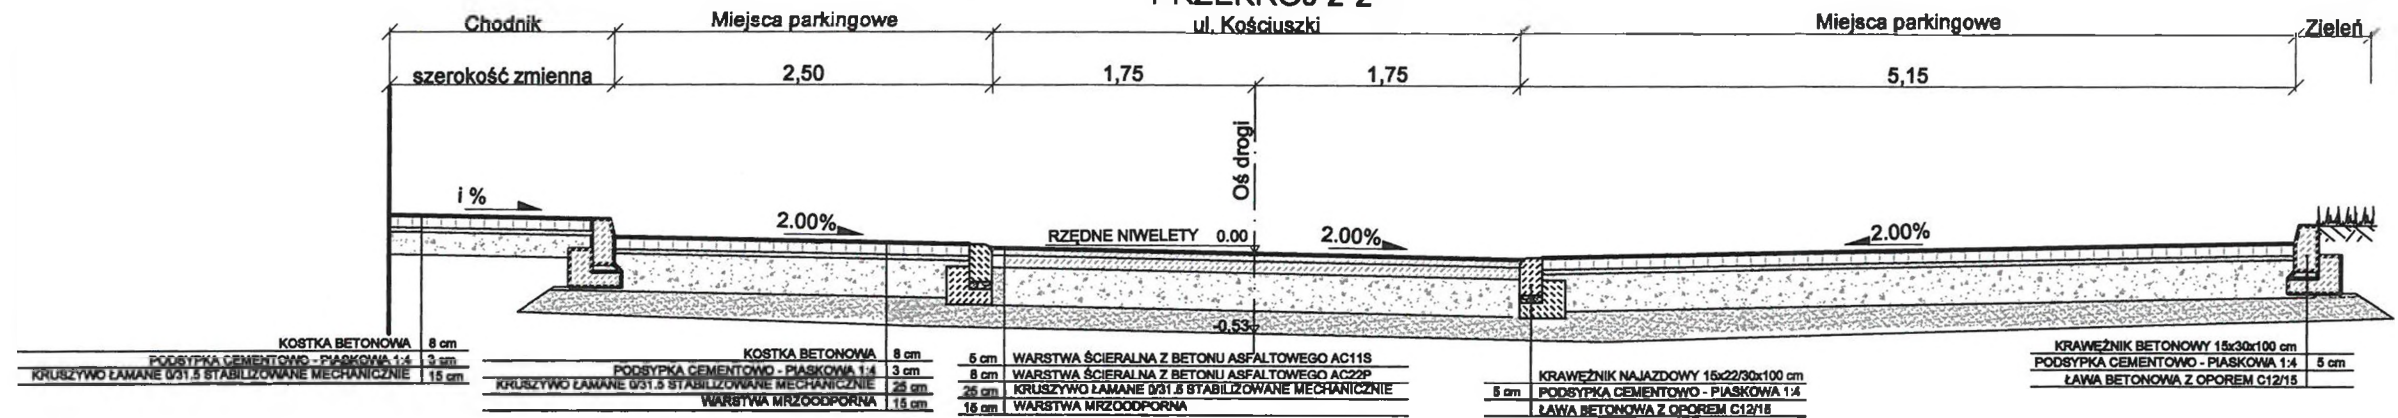 PRZEKRÓJ 2-2
ul. Kościuszki
Chodnik
Miejsca parkingowe
Miejsca parkingowe
Zieleń
szerokość zmienna
2,50
1,75
1,75
5,15
Oś drogi
i %
2.00%
RZĘDNE NIWELETY 0.00
2.00%
2.00%
-0.53
KOSTKA BETONOWA 8 cm
PODSYPKA CEMENTOWO - PIASKOWA 1:4 3 cm
KRUSZYWO ŁAMANE 0/31.5 STABILIZOWANE MECHANICZNIE 15 cm
KOSTKA BETONOWA 8 cm
PODSYPKA CEMENTOWO - PIASKOWA 1:4 3 cm
KRUSZYWO ŁAMANE 0/31.5 STABILIZOWANE MECHANICZNIE 25 cm
WARSTWA MRZOODPORNA 15 cm
5 cm WARSTWA ŚCIERALNA Z BETONU ASFALTOWEGO AC11S
8 cm WARSTWA ŚCIERALNA Z BETONU ASFALTOWEGO AC22P
25 cm KRUSZYWO ŁAMANE 0/31.5 STABILIZOWANE MECHANICZNIE
15 cm WARSTWA MRZOODPORNA
KRAWĘŻNIK NAJAZDOWY 15x22/30x100 cm
5 cm PODSYPKA CEMENTOWO - PIASKOWA 1:4
ŁAWA BETONOWA Z OPOREM C12/15
KRAWĘŻNIK BETONOWY 15x30x100 cm
PODSYPKA CEMENTOWO - PIASKOWA 1:4 5 cm
ŁAWA BETONOWA Z OPOREM C12/15